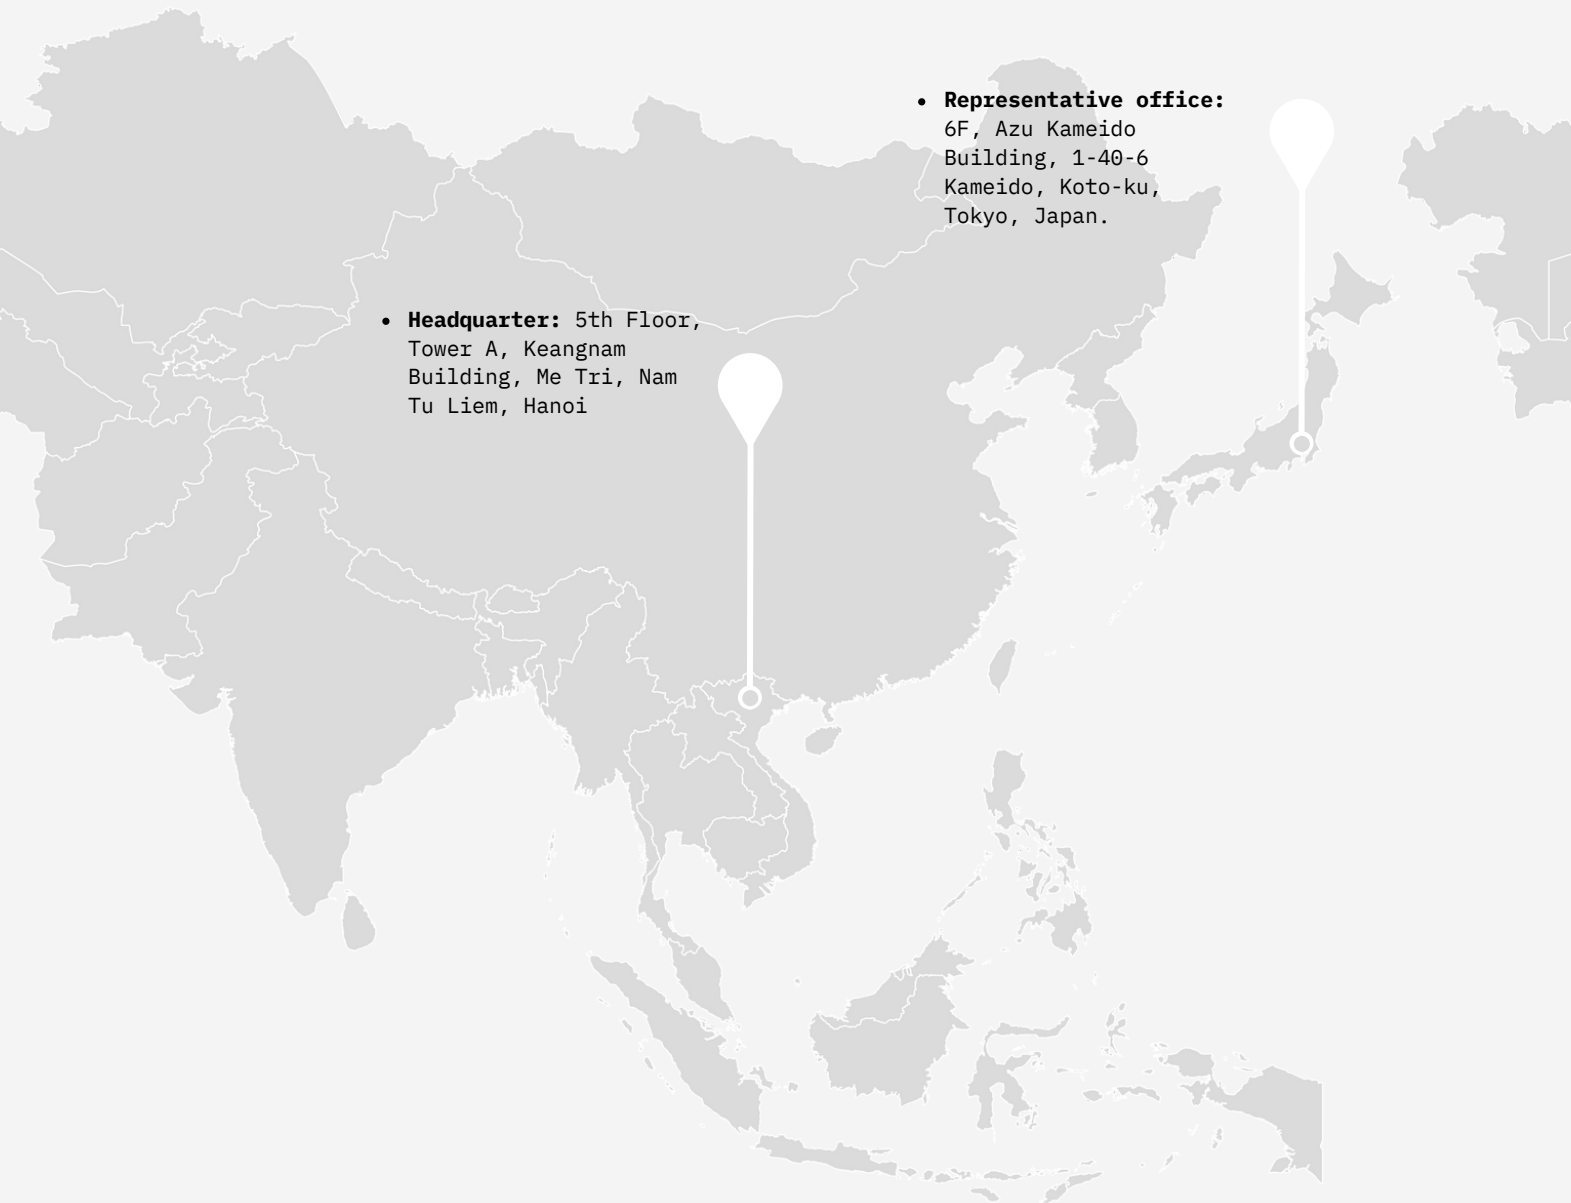 • Representative office:
6F, Azu Kameido
Building, 1-40-6
Kameido, Koto-ku,
Tokyo, Japan.
• Headquarter: 5th Floor,
Tower A, Keangnam
Building, Me Tri, Nam
Tu Liem, Hanoi